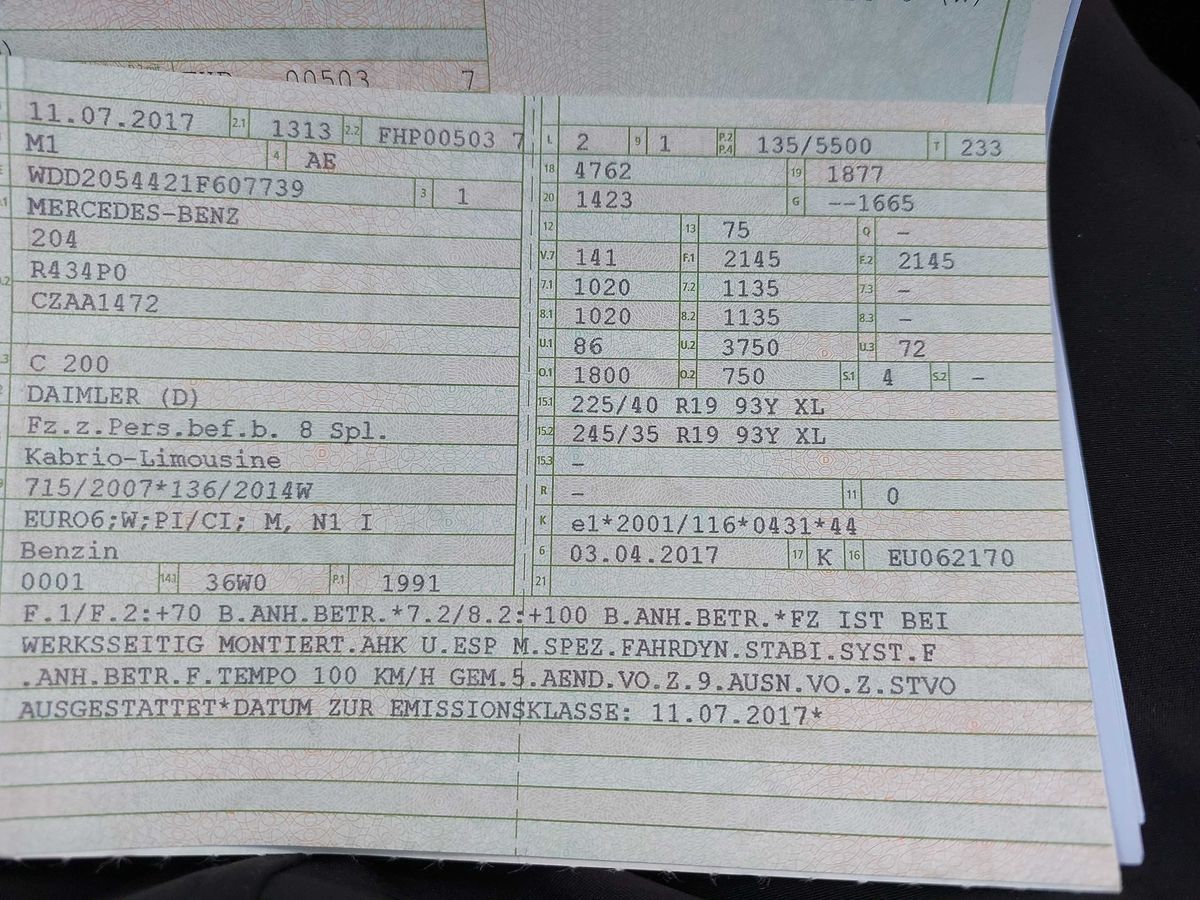 00503 7
11.07.2017 2.1 1313 2.2 FHP00503 7
M1 4 AE
WDD2054421F607739 3 1
MERCEDES-BENZ
204
R434P0
CZAA1472
C 200
DAIMLER (D)
Fz.z.Pers.bef.b. 8 Spl.
Kabrio-Limousine
715/2007*136/2014W
EURO6;W;PI/CI; M, N1 I
Benzin
0001 14.1 36W0 P.1 1991
L 2 9 1 P.2 P.4 135/5500 T 233
18 4762 19 1877
20 1423 G --1665
12 13 75 Q –
V.7 141 F.1 2145 F.2 2145
7.1 1020 7.2 1135 7.3 –
8.1 1020 8.2 1135 8.3 –
U.1 86 U.2 3750 U.3 72
O.1 1800 O.2 750 S.1 4 S.2 –
15.1 225/40 R19 93Y XL
15.2 245/35 R19 93Y XL
15.3 –
R – 11 0
K e1*2001/116*0431*44
6 03.04.2017 17 K 16 EU062170
21
F.1/F.2:+70 B.ANH.BETR.*7.2/8.2:+100 B.ANH.BETR.*FZ IST BEI
WERKSSEITIG MONTIERT.AHK U.ESP M.SPEZ.FAHRDYN.STABI.SYST.F
.ANH.BETR.F.TEMPO 100 KM/H GEM.5.AEND.VO.Z.9.AUSN.VO.Z.STVO
AUSGESTATTET*DATUM ZUR EMISSIONSKLASSE: 11.07.2017*